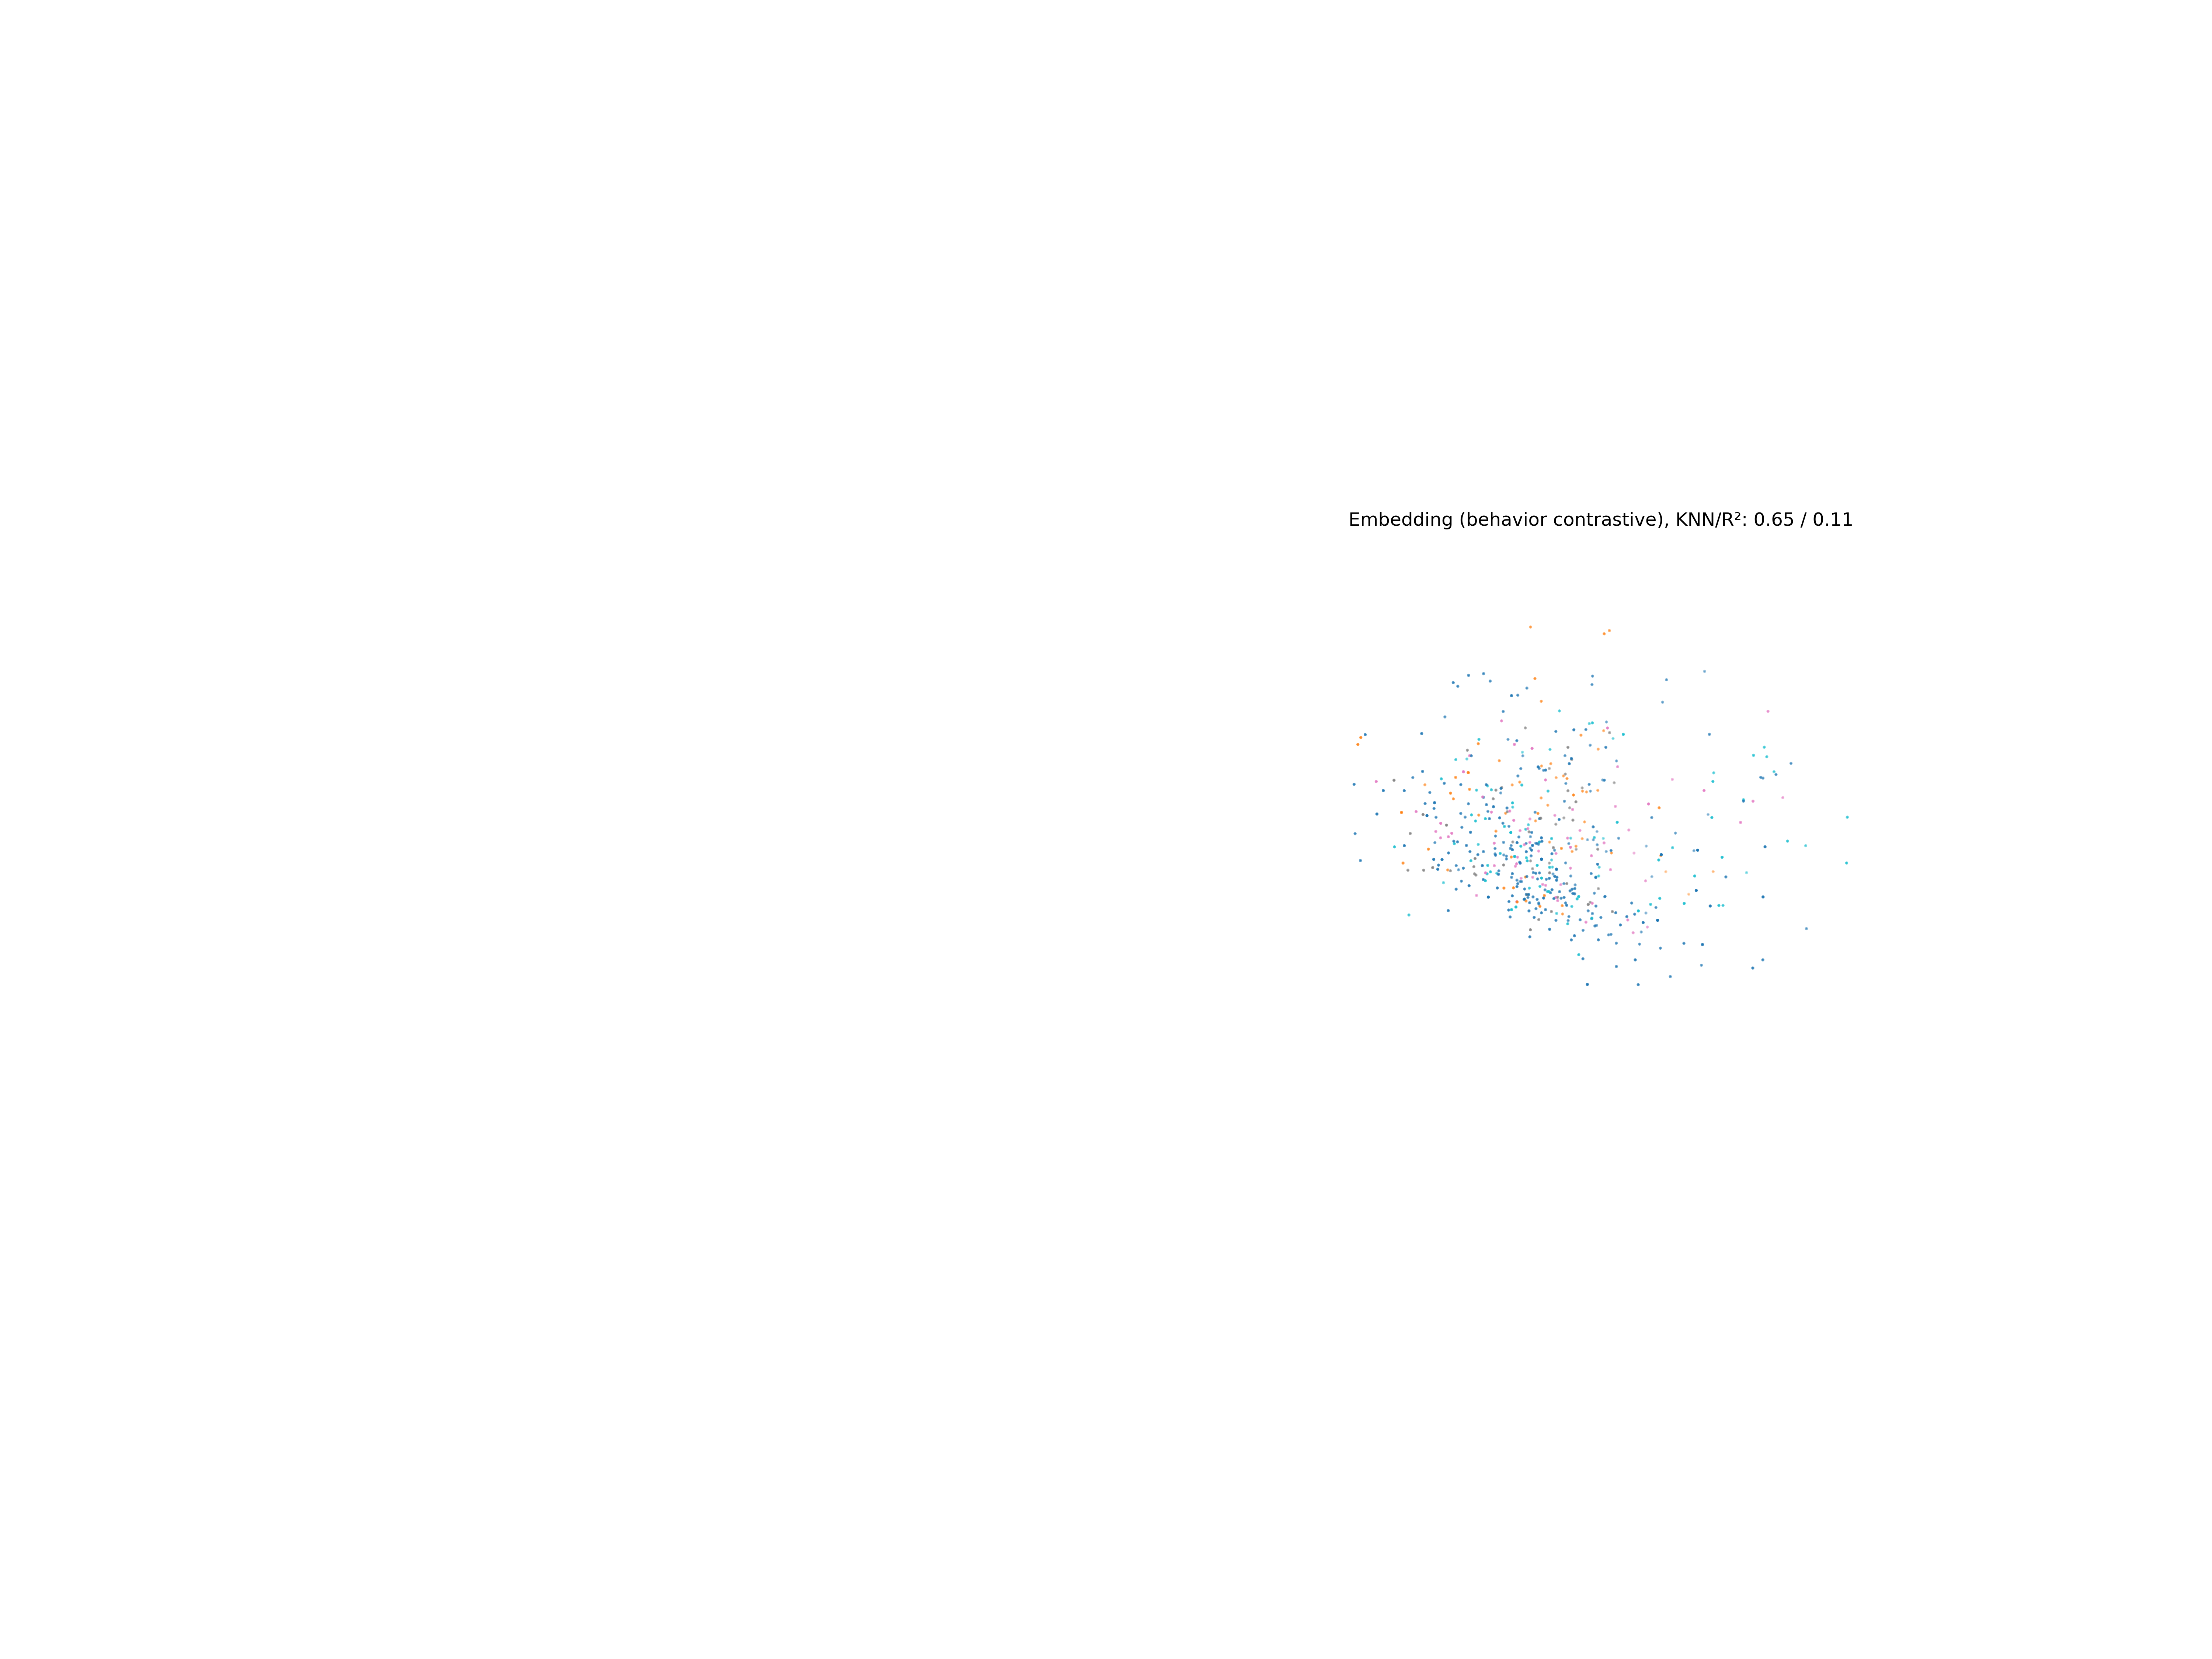 Embedding (behavior contrastive), KNN/R²: 0.65 / 0.11